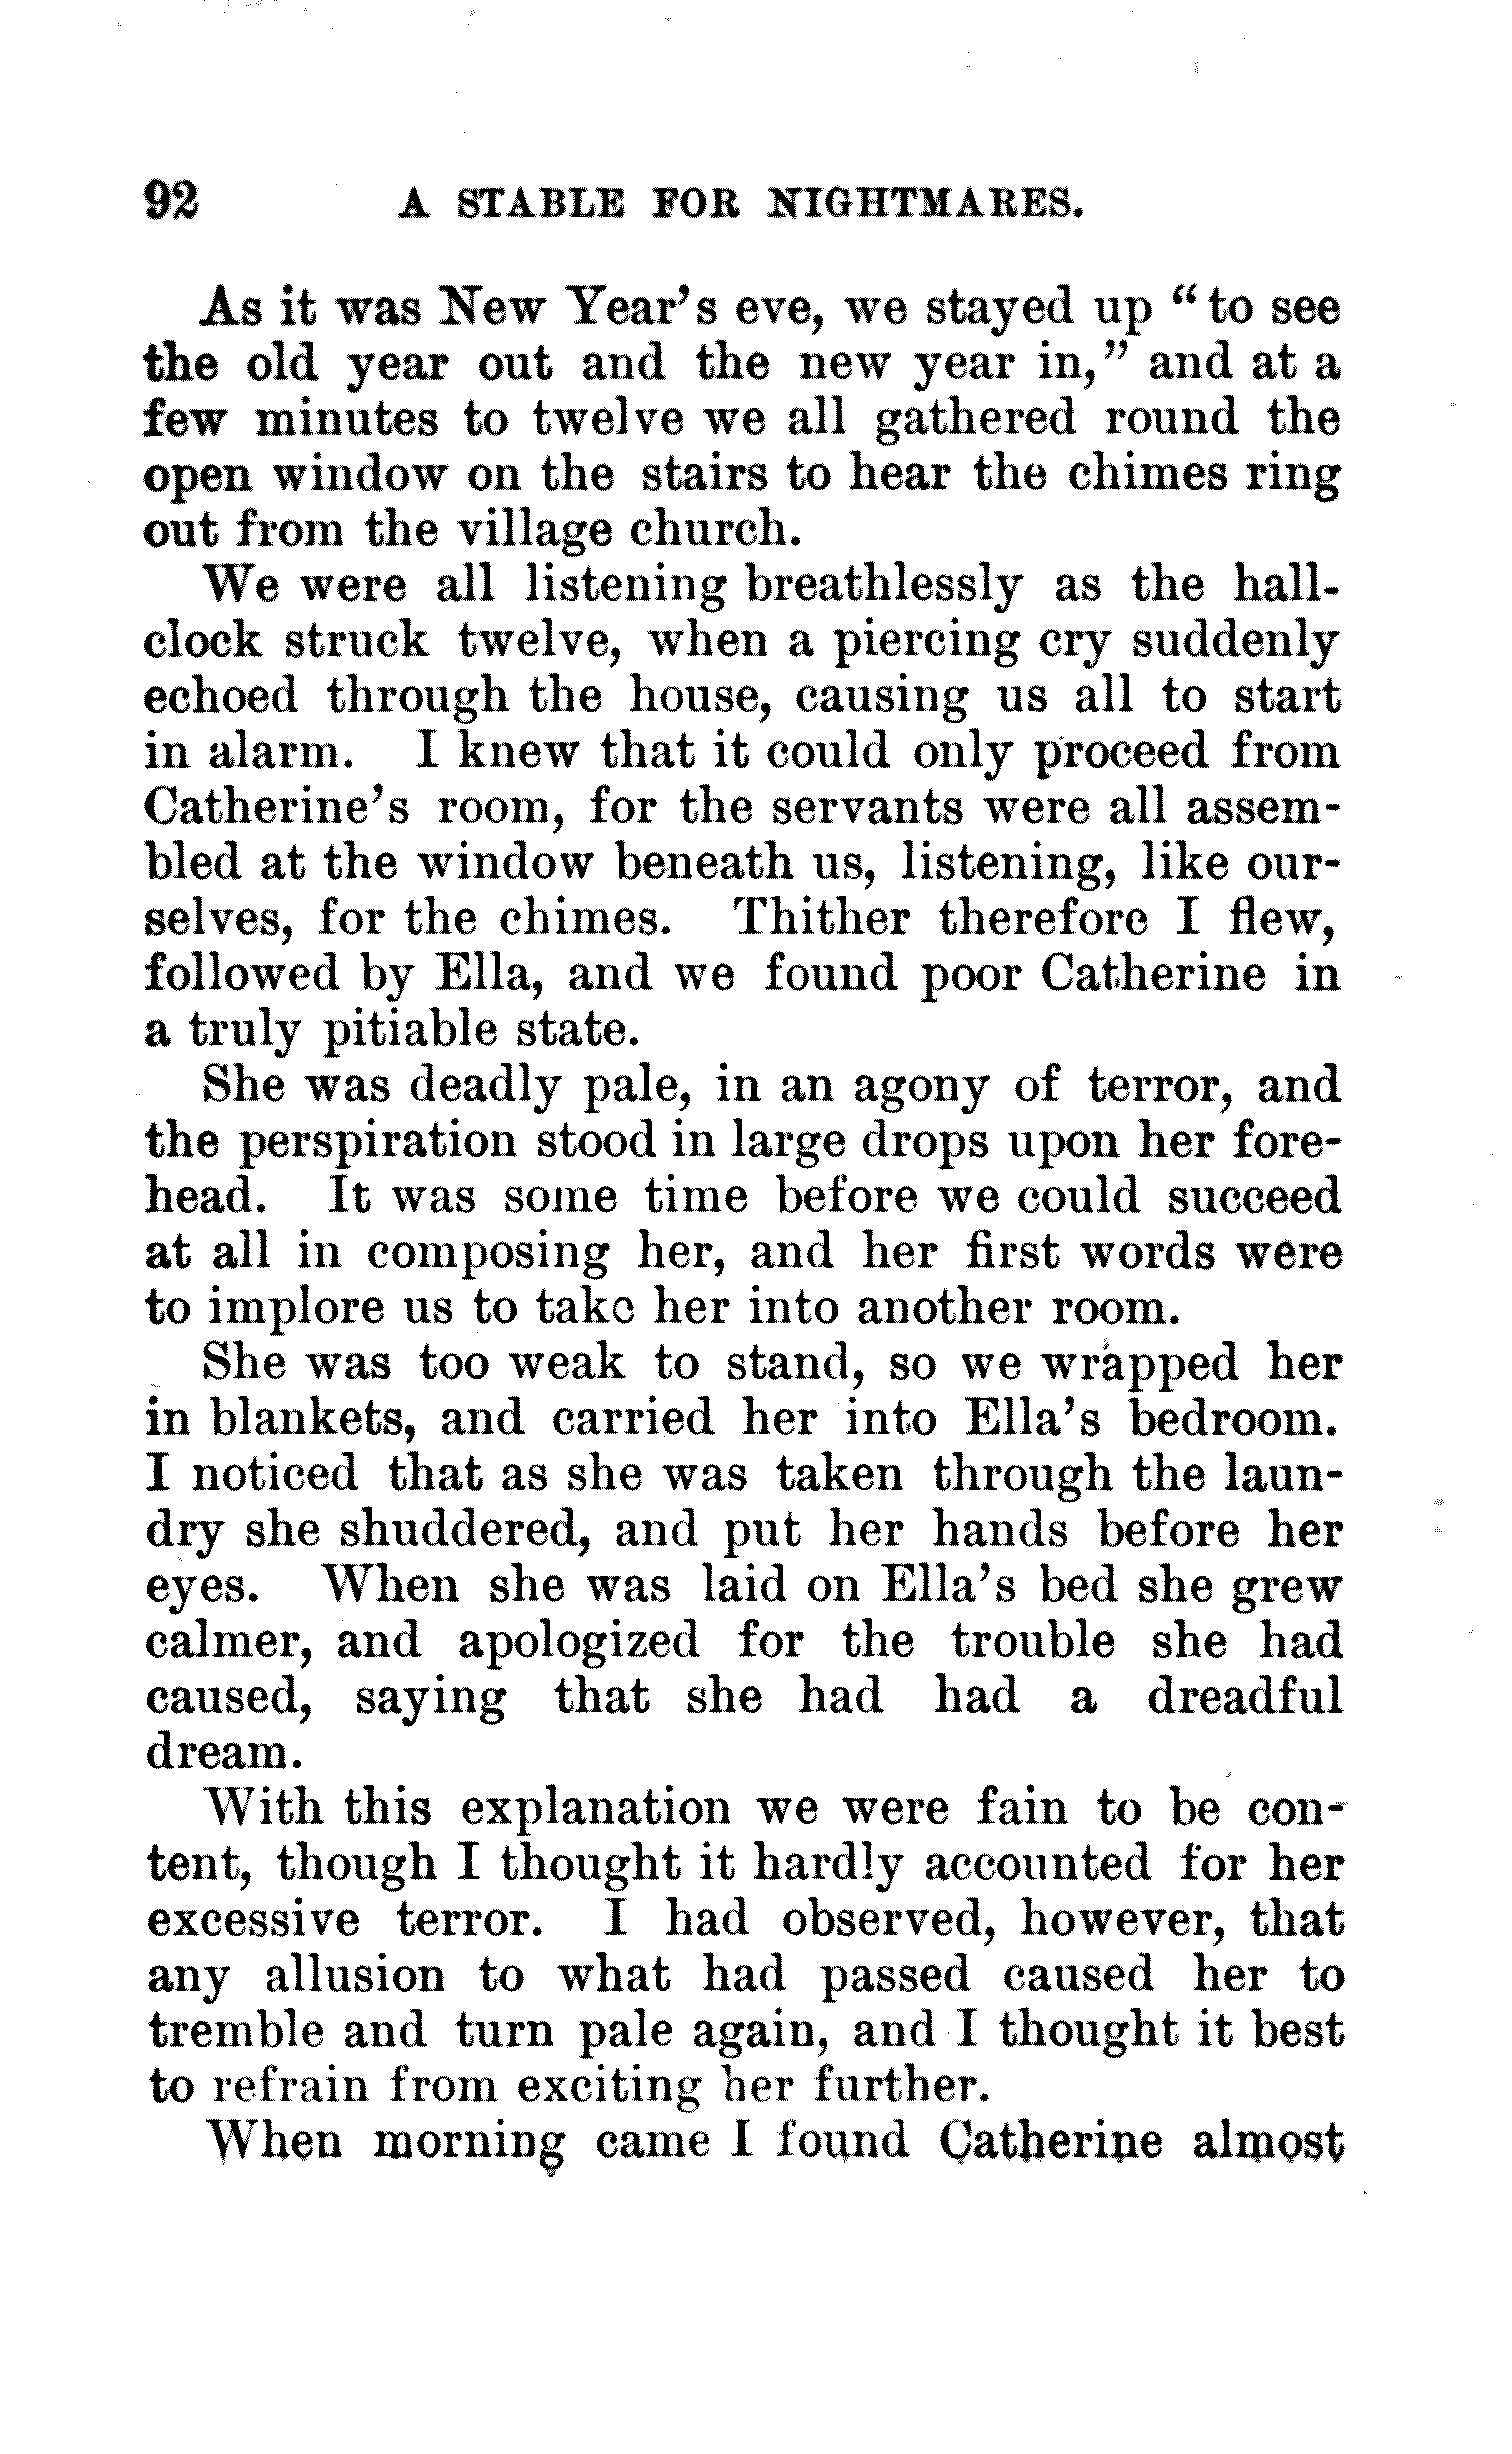 92 A STABLE FOR NIGHTMARES.
As it was New Year's eve, we stayed up "to see
the old year out and the new year in," and at a
few minutes to twelve we all gathered round the
open window on the stairs to hear the chimes ring
out from the village church.
We were all listening breathlessly as the hall-
clock struck twelve, when a piercing cry suddenly
echoed through the house, causing us all to start
in alarm. I knew that it could only proceed from
Catherine's room, for the servants were all assem-
bled at the window beneath us, listening, like our-
selves, for the chimes. Thither therefore I flew,
followed by Ella, and we found poor Catherine in
a truly pitiable state.
She was deadly pale, in an agony of terror, and
the perspiration stood in large drops upon her fore-
head. It was some time before we could succeed
at all in composing her, and her first words were
to implore us to take her into another room.
She was too weak to stand, so we wrapped her
in blankets, and carried her into Ella's bedroom.
I noticed that as she was taken through the laun-
dry she shuddered, and put her hands before her
eyes. When she was laid on Ella's bed she grew
calmer, and apologized for the trouble she had
caused, saying that she had had a dreadful
dream.
With this explanation we were fain to be con-
tent, though I thought it hardly accounted for her
excessive terror. I had observed, however, that
any allusion to what had passed caused her to
tremble and turn pale again, and I thought it best
to refrain from exciting her further.
When morning came I found Catherine almost